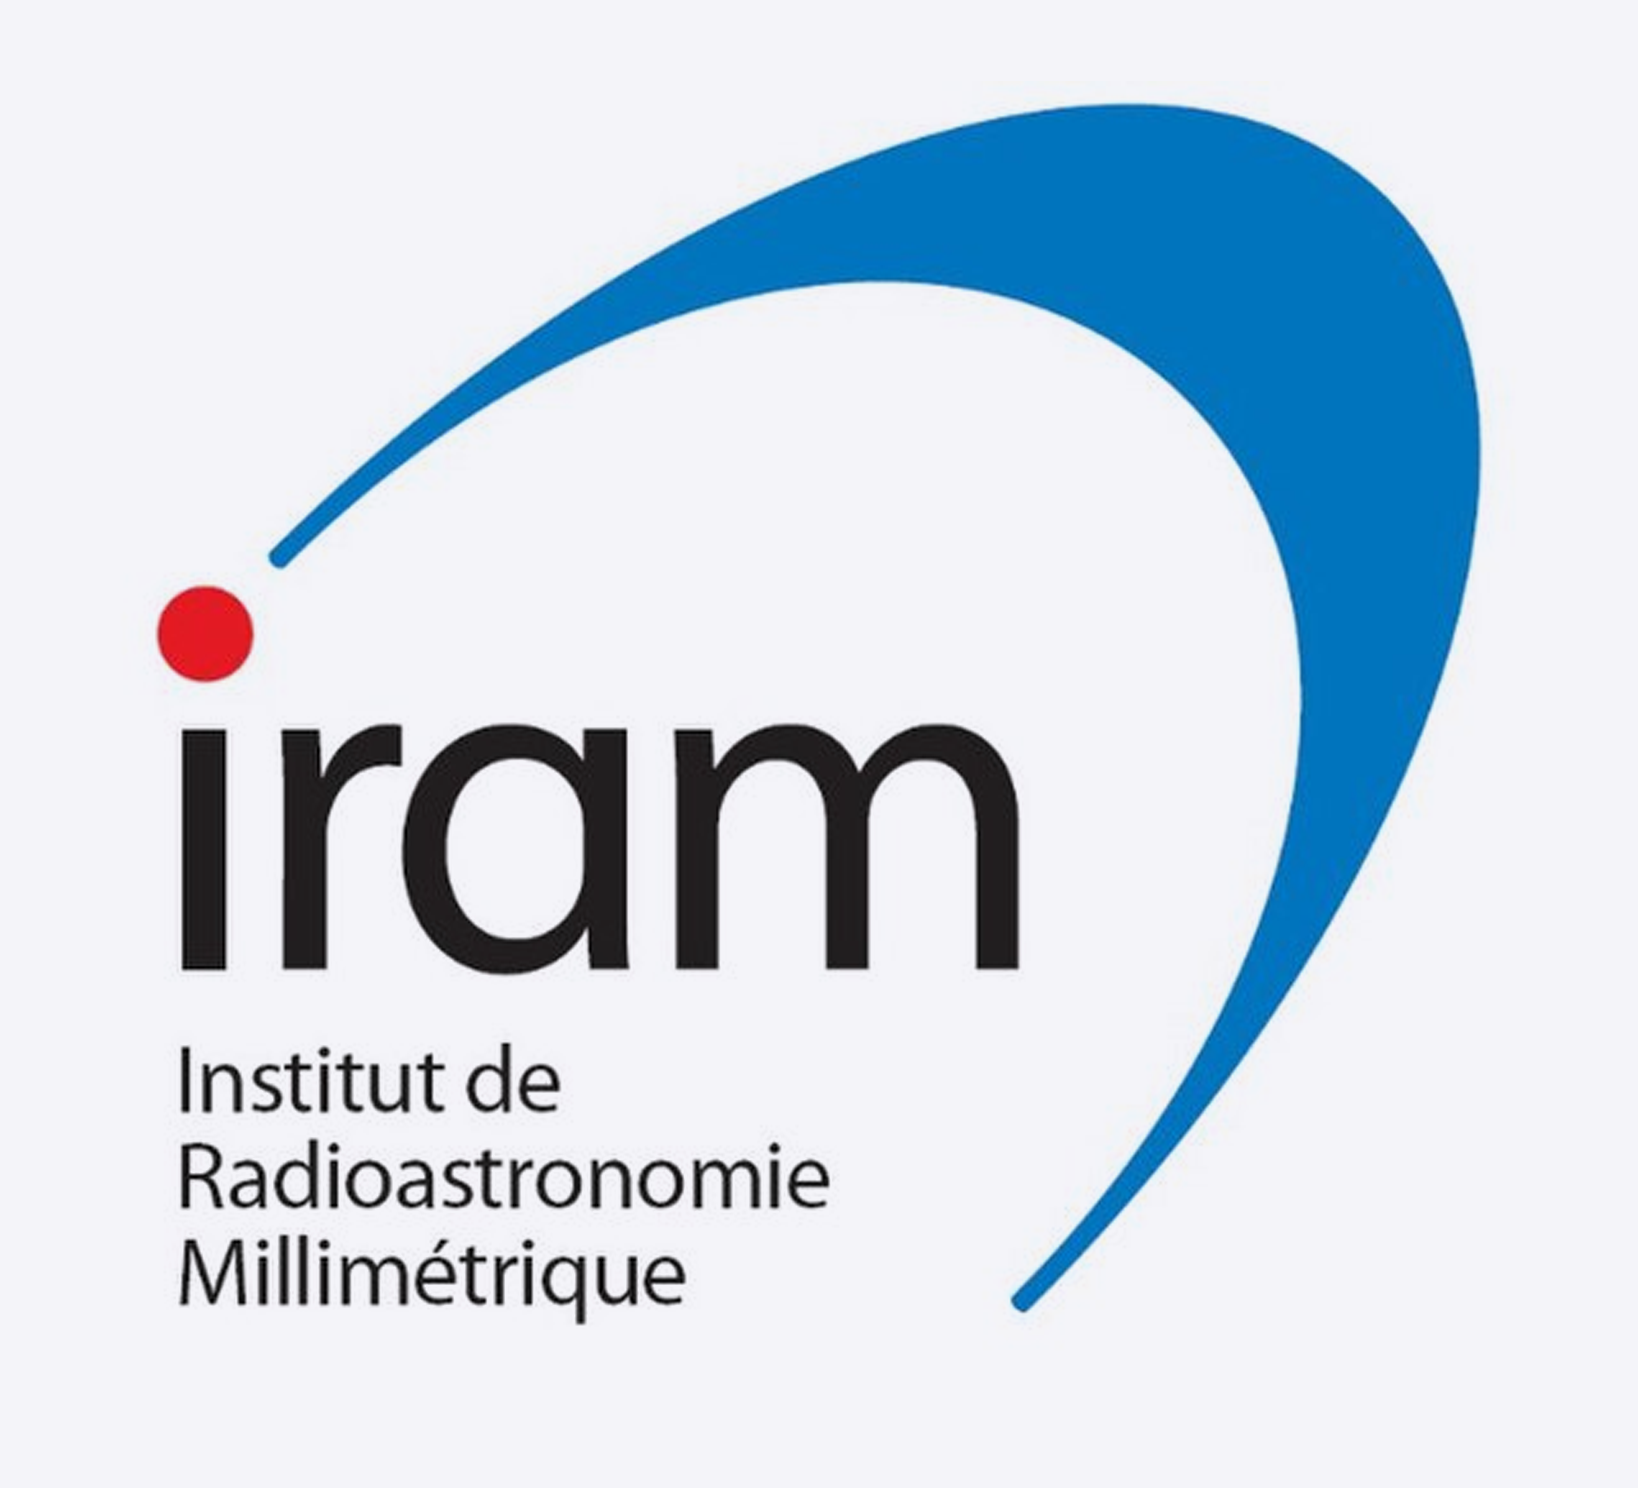 iram
Institut de
Radioastronomie
Millimétrique